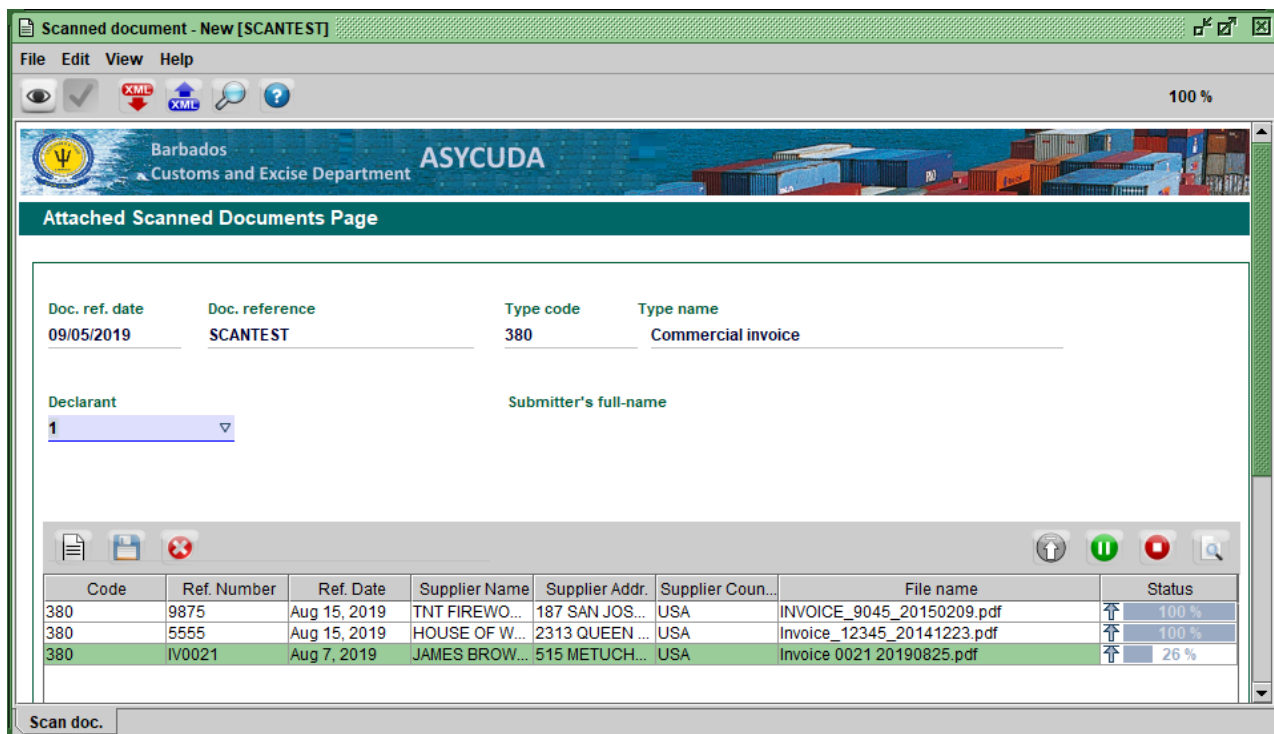 Scanned document - New [SCANTEST]
File Edit View Help
XML XML ? 100 %
Barbados
Customs and Excise Department
ASYCUDA
Attached Scanned Documents Page
Doc. ref. date Doc. reference Type code Type name
09/05/2019 SCANTEST 380 Commercial invoice
Declarant Submitter's full-name
1
Code Ref. Number Ref. Date Supplier Name Supplier Addr. Supplier Coun... File name Status
380 9875 Aug 15, 2019 TNT FIREWO... 187 SAN JOS... USA INVOICE_9045_20150209.pdf 100 %
380 5555 Aug 15, 2019 HOUSE OF W... 2313 QUEEN ... USA Invoice_12345_20141223.pdf 100 %
380 IV0021 Aug 7, 2019 JAMES BROW... 515 METUCH... USA Invoice 0021 20190825.pdf 26 %
Scan doc.